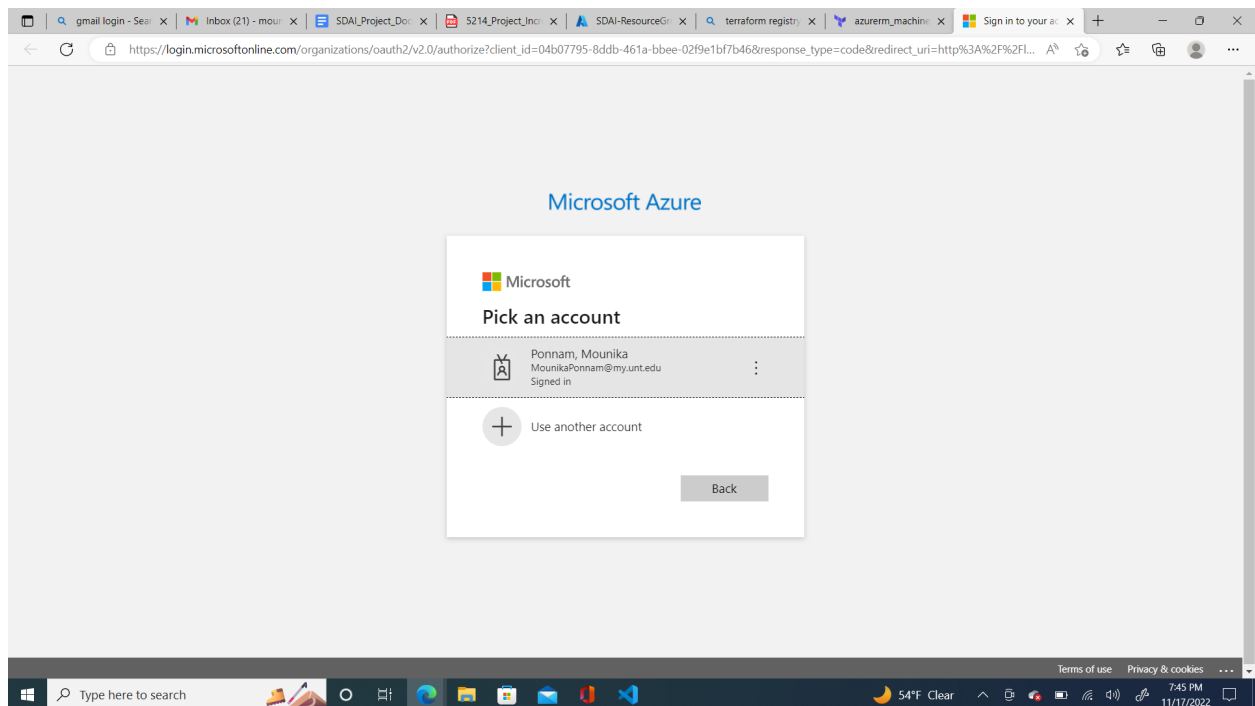 gmail login - Sear
Inbox (21) - moun
SDAI_Project_Doc
5214_Project_Incr
SDAI-ResourceGr
terraform registry
azurerm_machine
Sign in to your ac
https://login.microsoftonline.com/organizations/oauth2/v2.0/authorize?client_id=04b07795-8ddb-461a-bbee-02f9e1bf7b46&response_type=code&redirect_uri=http%3A%2F%2Fl...
Microsoft Azure
Microsoft
Pick an account
Ponnam, Mounika
MounikaPonnam@my.unt.edu
Signed in
Use another account
Back
Terms of use Privacy & cookies ...
Type here to search
54°F Clear
7:45 PM
11/17/2022